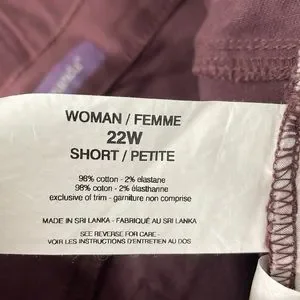 WOMAN / FEMME
22W
SHORT / PETITE
98% cotton - 2% elastane
98% coton - 2% élasthanne
exclusive of trim - garniture non comprise
MADE IN SRI LANKA - FABRIQUÉ AU SRI LANKA
SEE REVERSE FOR CARE -
VOIR LES INSTRUCTIONS D'ENTRETIEN AU DOS